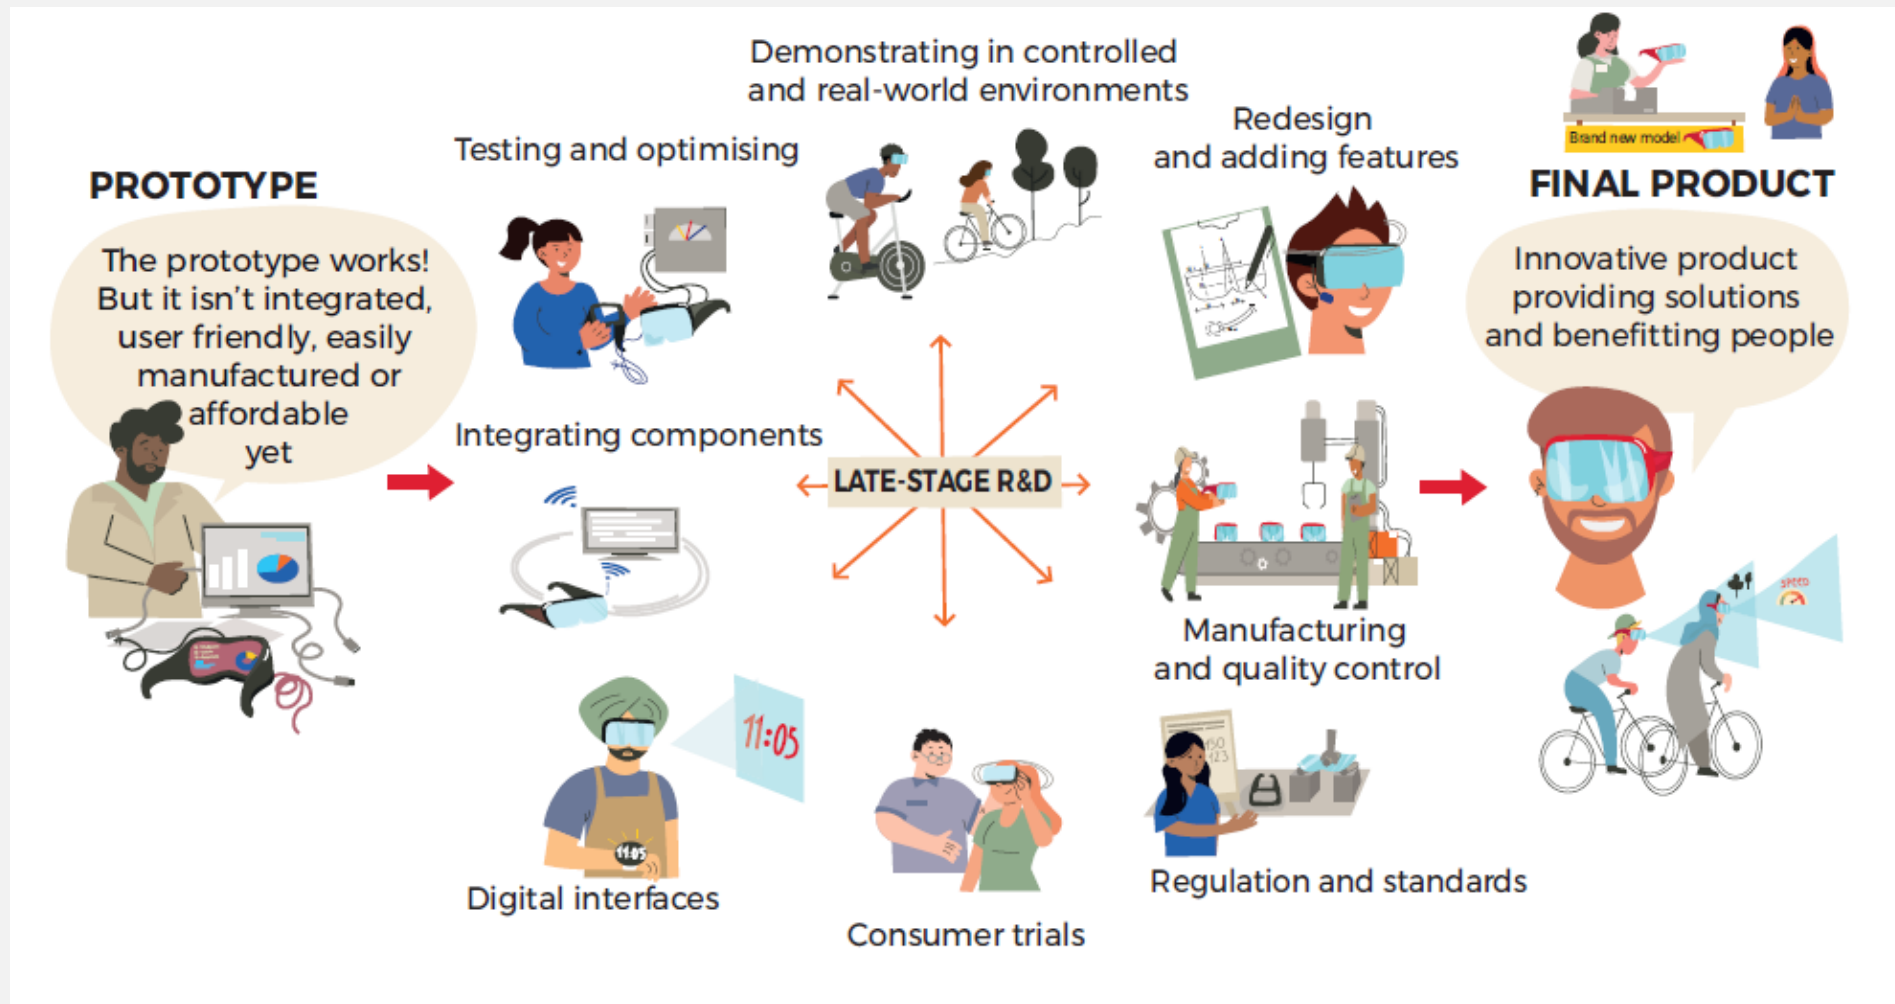 PROTOTYPE
The prototype works!
But it isn't integrated,
user friendly, easily
manufactured or
affordable
yet
Testing and optimising
Demonstrating in controlled
and real-world environments
Redesign
and adding features
Integrating components
LATE-STAGE R&D
Manufacturing
and quality control
11:05
11:05
Digital interfaces
Consumer trials
150
123
Regulation and standards
Brand new model
FINAL PRODUCT
Innovative product
providing solutions
and benefitting people
SPEED